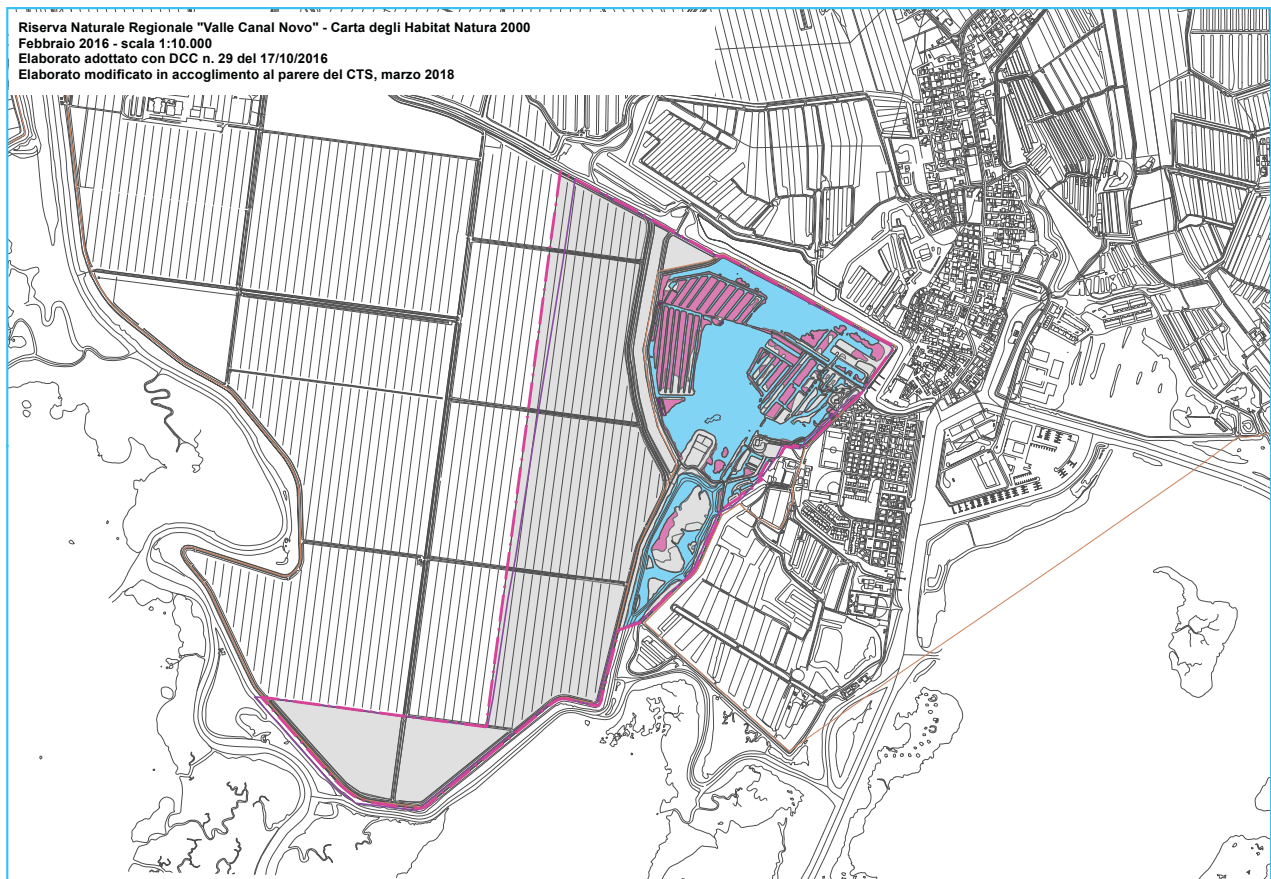 Riserva Naturale Regionale "Valle Canal Novo" - Carta degli Habitat Natura 2000
Febbraio 2016 - scala 1:10.000
Elaborato adottato con DCC n. 29 del 17/10/2016
Elaborato modificato in accoglimento al parere del CTS, marzo 2018